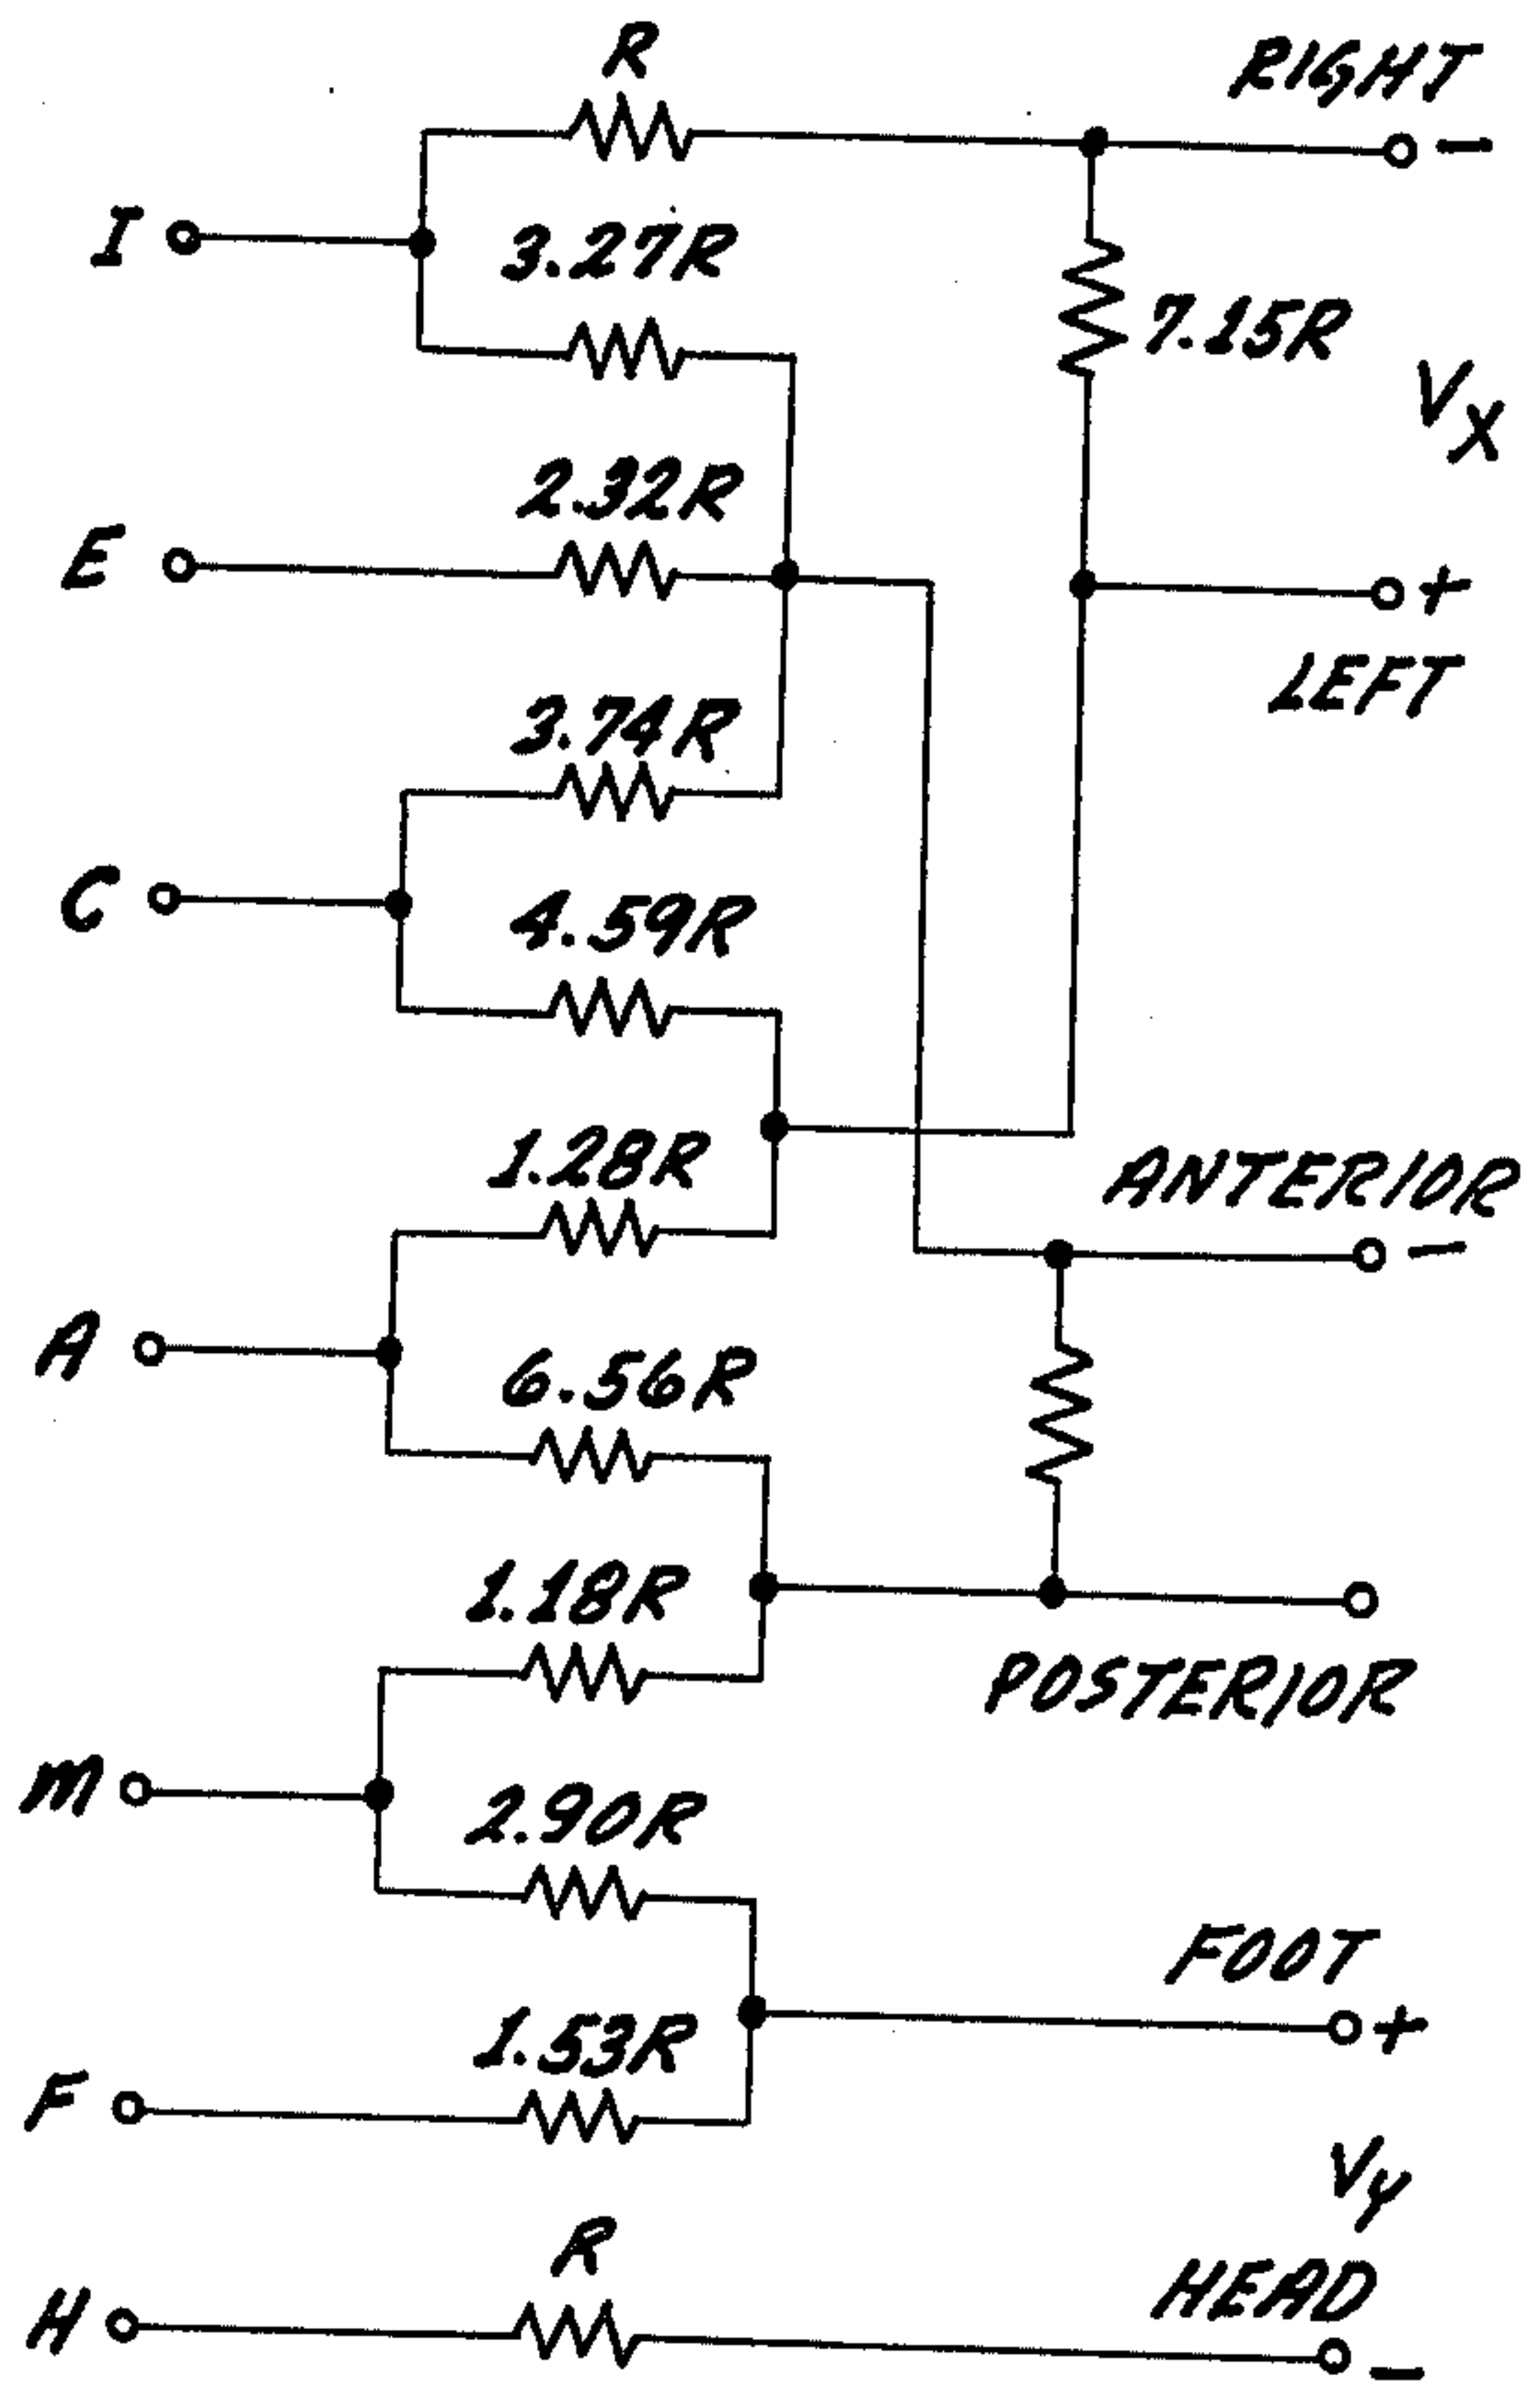 R
RIGHT
I
−
3.27R
7.15R
VX
2.32R
E
+
LEFT
3.74R
C
4.59R
1.28R
ANTERIOR
−
A
6.56R
1.18R
POSTERIOR
M
2.90R
FOOT
+
1.53R
F
VY
R
HEAD
H
−